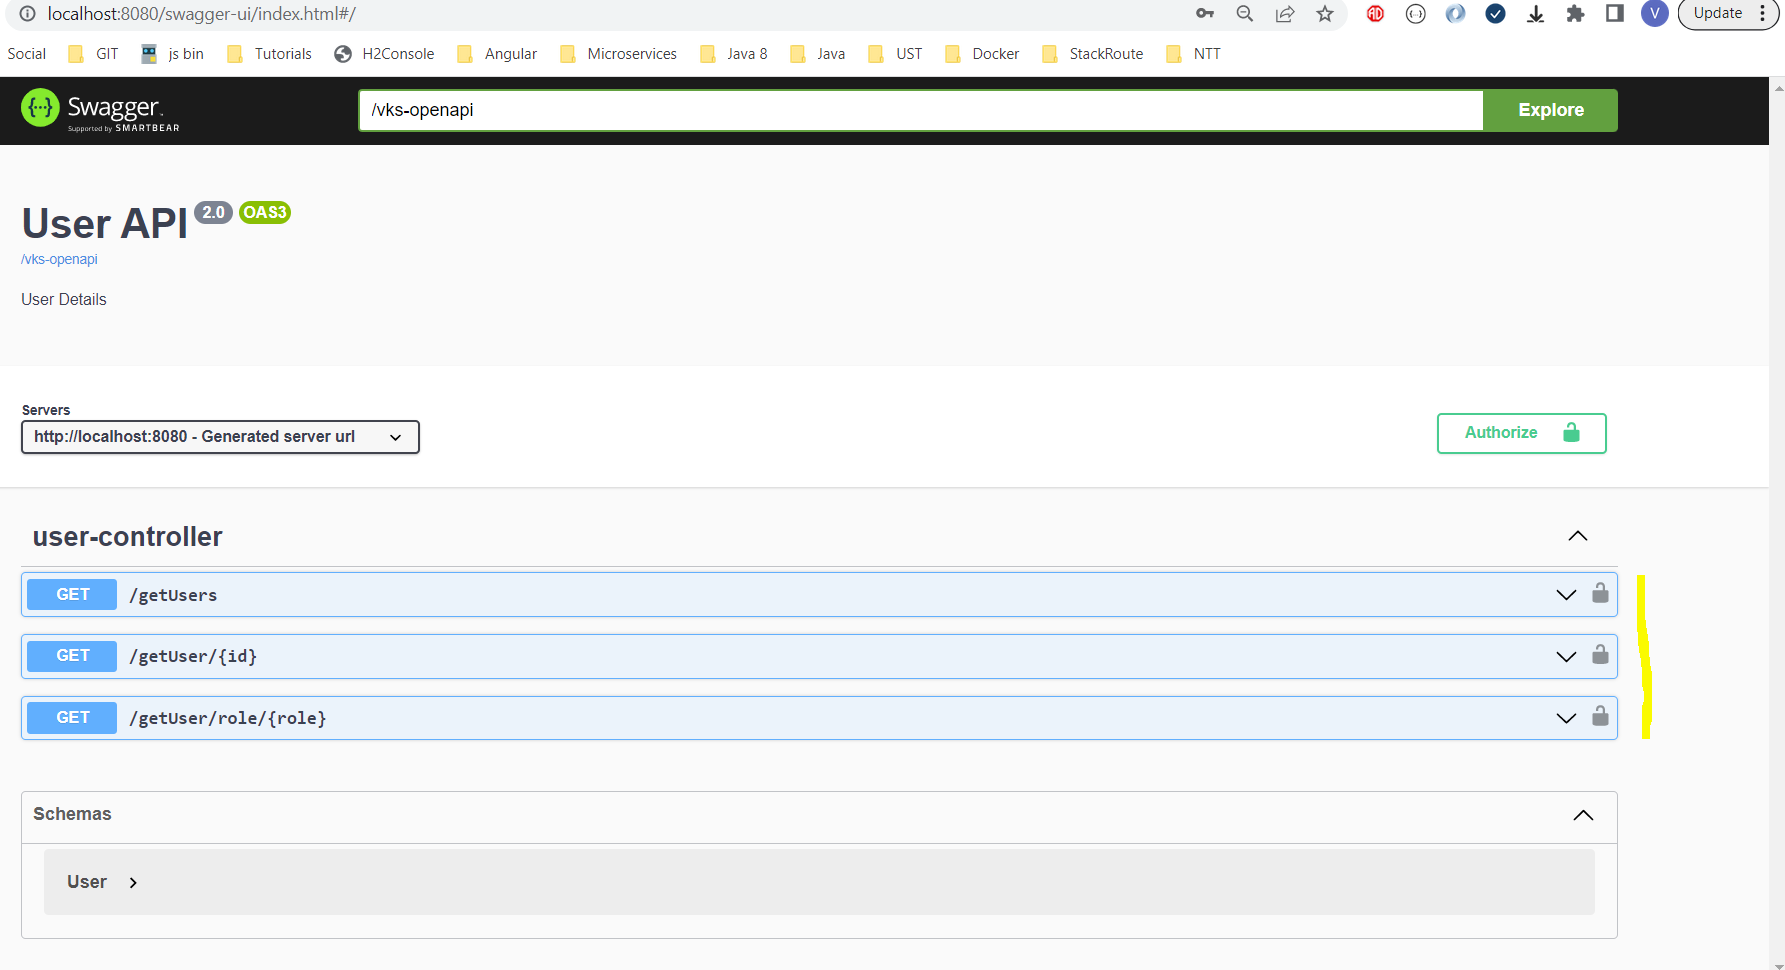 localhost:8080/swagger-ui/index.html#/
V
Update
Social GIT js bin Tutorials H2Console Angular Microservices Java 8 Java UST Docker StackRoute NTT
{···} Swagger.
Supported by SMARTBEAR
/vks-openapi
Explore
User API 2.0 OAS3
/vks-openapi
User Details
Servers
http://localhost:8080 - Generated server url
Authorize
user-controller
GET /getUsers
GET /getUser/{id}
GET /getUser/role/{role}
Schemas
User